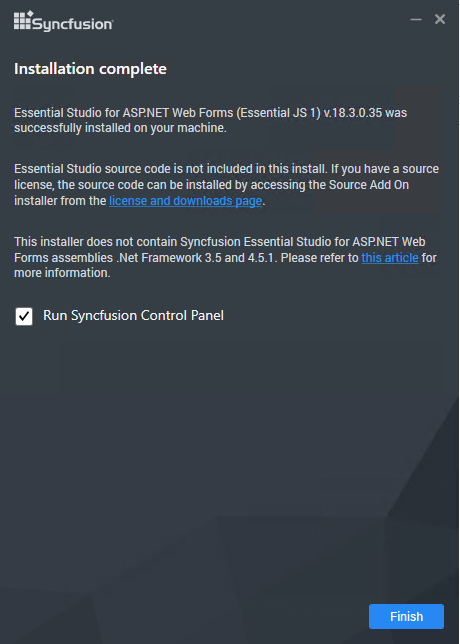 Syncfusion
Installation complete
Essential Studio for ASP.NET Web Forms (Essential JS 1) v.18.3.0.35 was
successfully installed on your machine.
Essential Studio source code is not included in this install. If you have a source
license, the source code can be installed by accessing the Source Add On
installer from the license and downloads page.
This installer does not contain Syncfusion Essential Studio for ASP.NET Web
Forms assemblies .Net Framework 3.5 and 4.5.1. Please refer to this article for
more information.
Run Syncfusion Control Panel
Finish